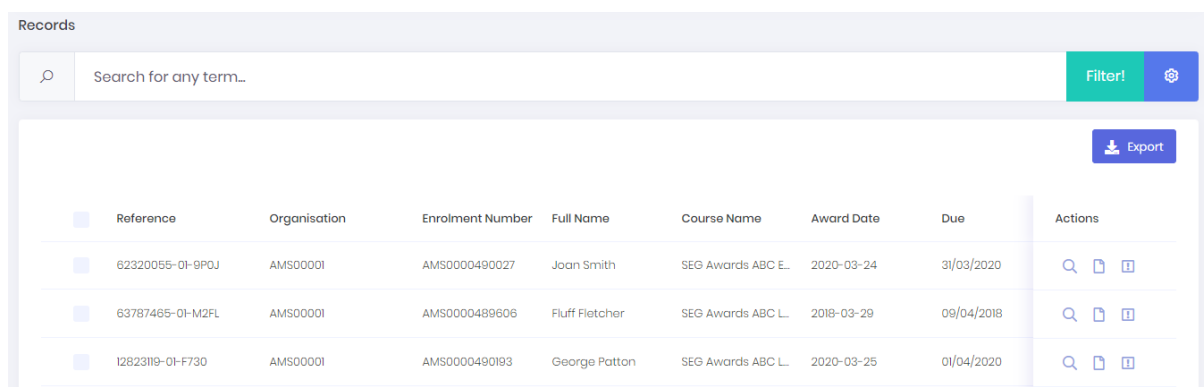 Records
Search for any term...
Filter!
Export
Reference Organisation Enrolment Number Full Name Course Name Award Date Due Actions
62320055-01-9P0J AMS00001 AMS0000490027 Joan Smith SEG Awards ABC E... 2020-03-24 31/03/2020
63787465-01-M2FL AMS00001 AMS0000489606 Fluff Fletcher SEG Awards ABC L... 2018-03-29 09/04/2018
12823119-01-F730 AMS00001 AMS0000490193 George Patton SEG Awards ABC L... 2020-03-25 01/04/2020